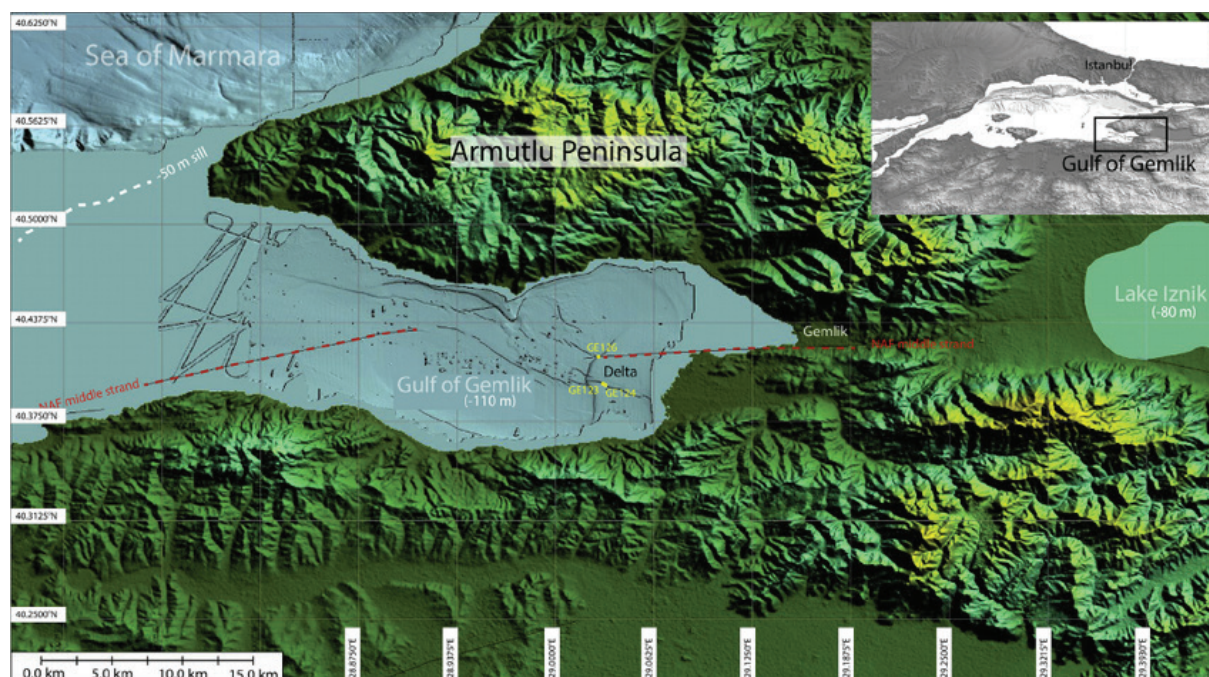 40.6250°N
Sea of Marmara
Istanbul
40.5625°N
-50 m sill
Armutlu Peninsula
Gulf of Gemlik
40.5000°N
Lake Iznik
(-80 m)
40.4375°N
Gemlik
NAF middle strand
GE126
Delta
NAF middle strand
Gulf of Gemlik
(-110 m)
GE123
GE124
40.3750°N
40.3125°N
40.2500°N
28.8750°E
28.9375°E
29.0000°E
29.0625°E
29.1250°E
29.1875°E
29.2500°E
29.3215°E
29.3930°E
0.0 km
5.0 km
10.0 km
15.0 km